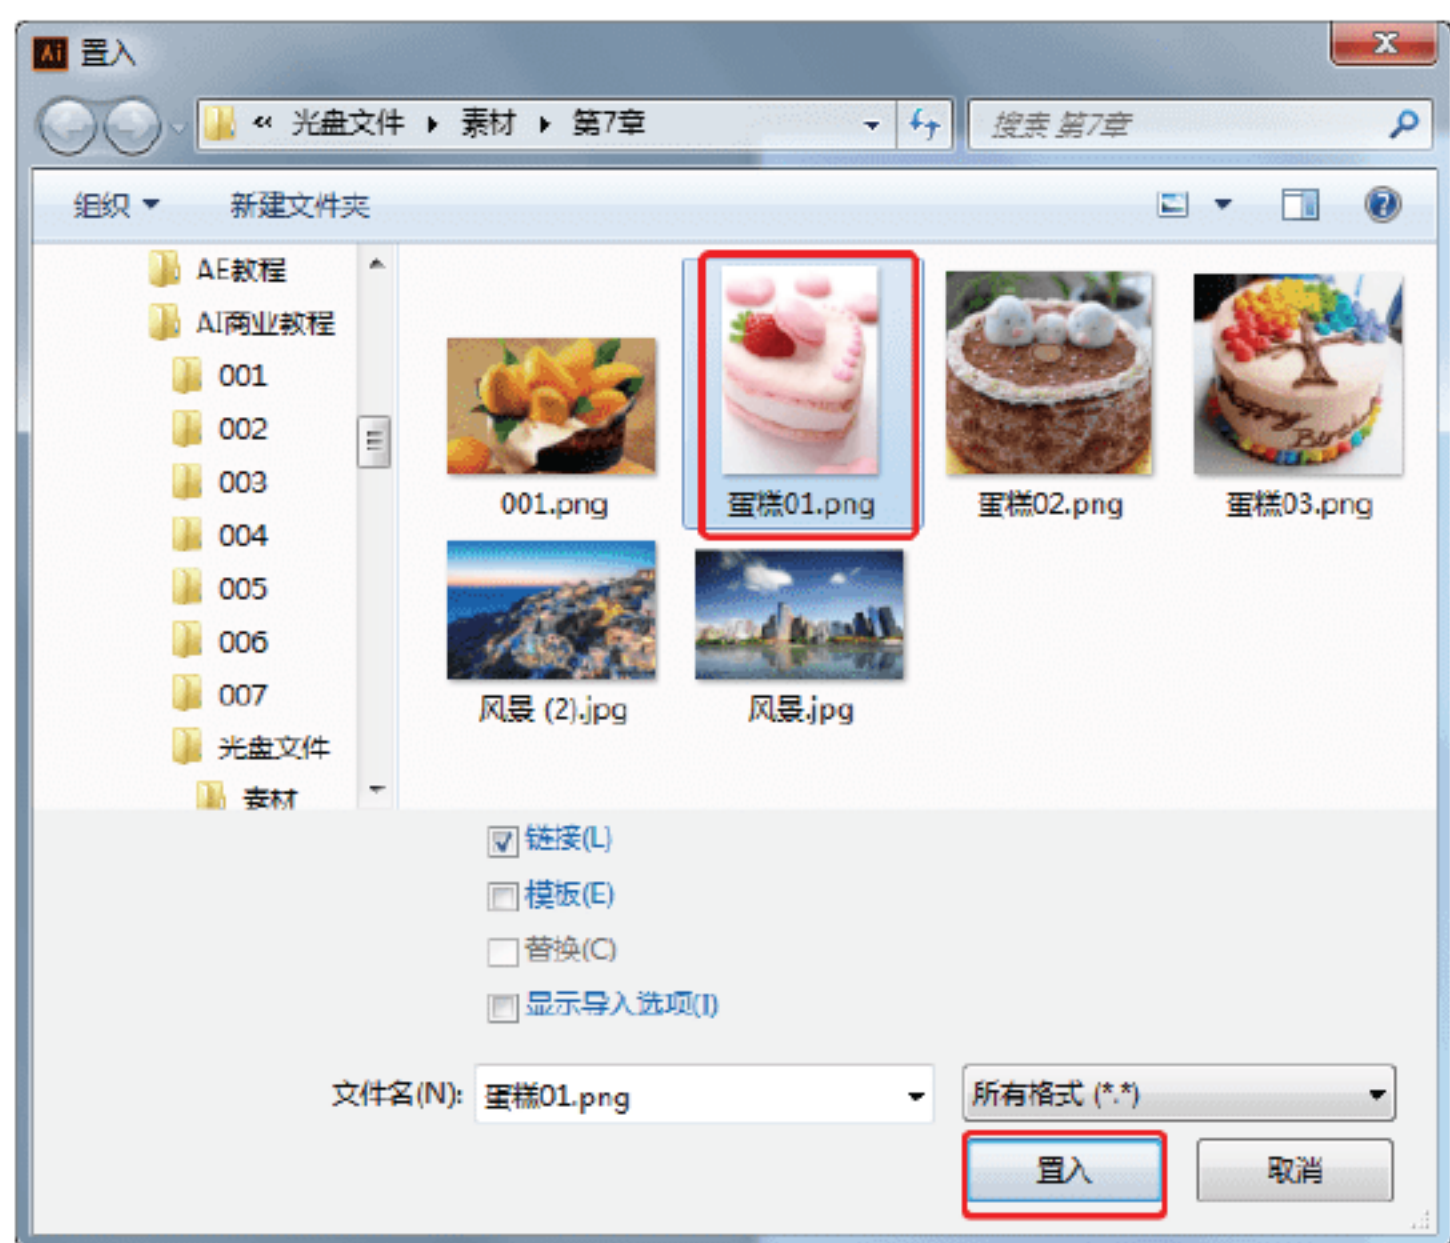 Ai 置入
« 光盘文件 ▸ 素材 ▸ 第7章
搜索 第7章
组织 新建文件夹
AE教程
AI商业教程
001
002
003
004
005
006
007
光盘文件
素材
001.png 蛋糕01.png 蛋糕02.png 蛋糕03.png
Happy
风景 (2).jpg 风景.jpg
链接(L)
模板(E)
替换(C)
显示导入选项(I)
文件名(N): 蛋糕01.png 所有格式 (*.*)
置入 取消